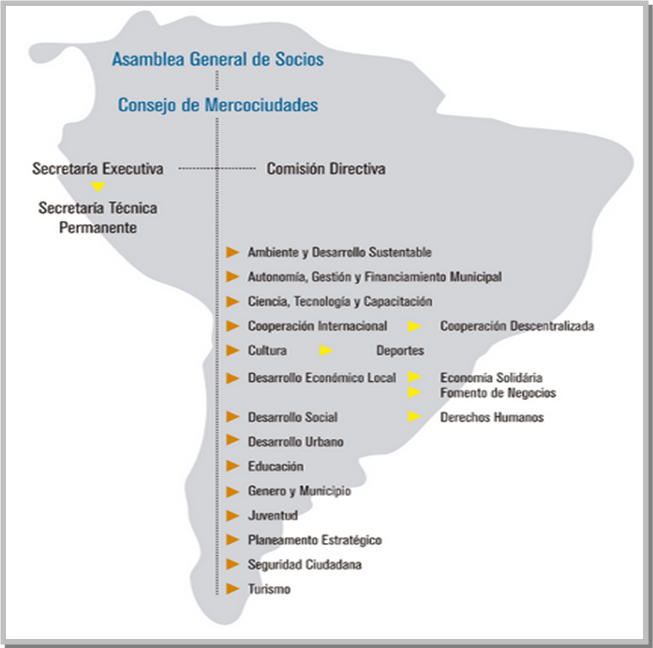 Asamblea General de Socios
Consejo de Mercociudades
Secretaría Executiva
Comisión Directiva
Secretaría Técnica
Permanente
Ambiente y Desarrollo Sustentable
Autonomía, Gestión y Financiamiento Municipal
Ciencia, Tecnología y Capacitación
Cooperación Internacional
Cooperación Descentralizada
Cultura
Deportes
Desarrollo Económico Local
Economía Solidária
Fomento de Negocios
Desarrollo Social
Derechos Humanos
Desarrollo Urbano
Educación
Genero y Municipio
Juventud
Planeamento Estratégico
Seguridad Ciudadana
Turismo